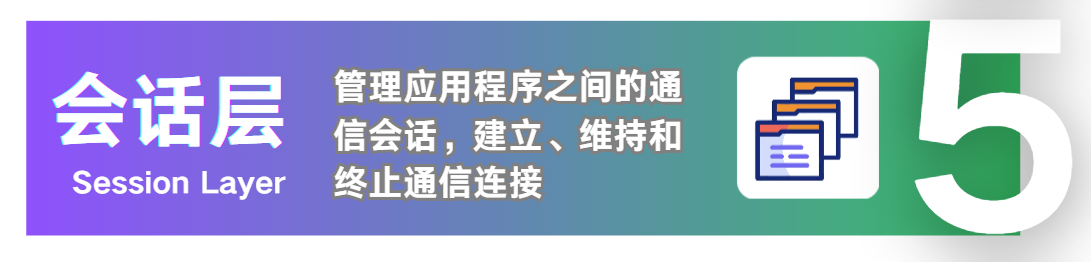 会话层
Session Layer
管理应用程序之间的通
信会话，建立、维持和
终止通信连接
5